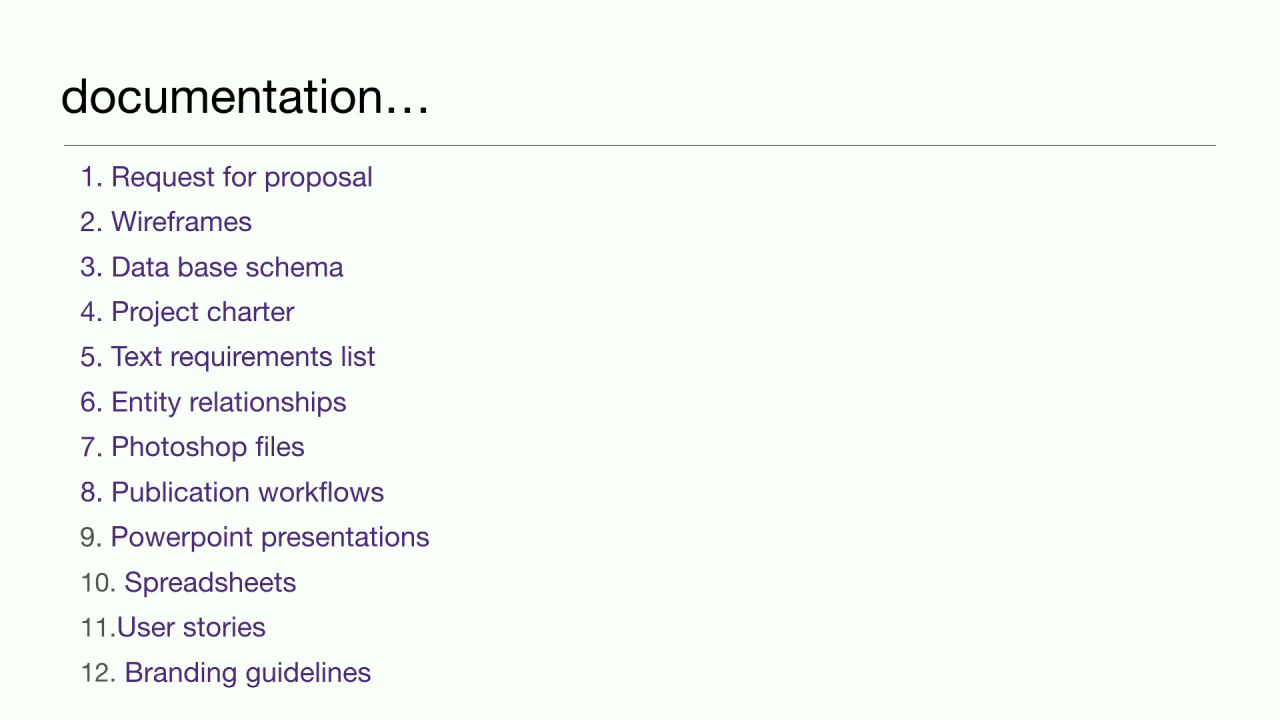 documentation…
1. Request for proposal
2. Wireframes
3. Data base schema
4. Project charter
5. Text requirements list
6. Entity relationships
7. Photoshop files
8. Publication workflows
9. Powerpoint presentations
10. Spreadsheets
11.User stories
12. Branding guidelines